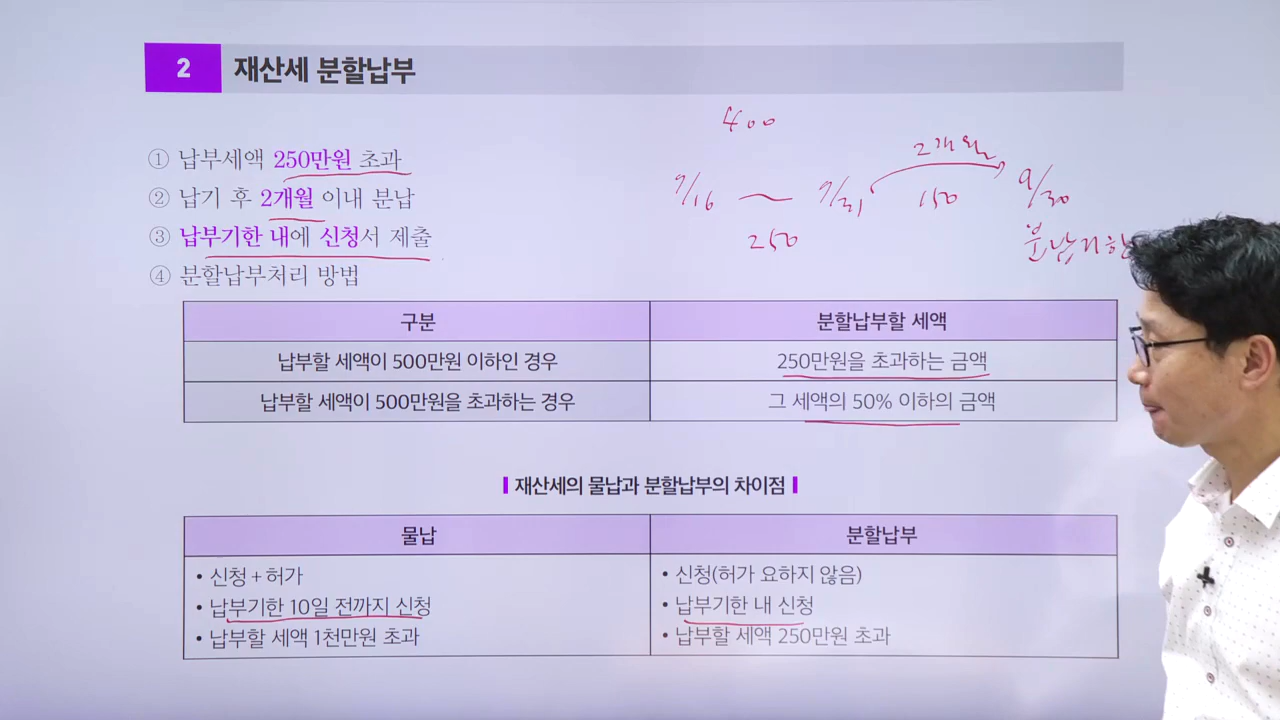 2 재산세 분할납부
400
① 납부세액 250만원 초과
2개월
② 납기 후 2개월 이내 분납
7/16 ~ 7/31 150 9/30
③ 납부기한 내에 신청서 제출
250 분납기한
④ 분할납부처리 방법
구분 분할납부할 세액
납부할 세액이 500만원 이하인 경우 250만원을 초과하는 금액
납부할 세액이 500만원을 초과하는 경우 그 세액의 50% 이하의 금액
재산세의 물납과 분할납부의 차이점
물납 분할납부
• 신청 + 허가 • 신청(허가 요하지 않음)
• 납부기한 10일 전까지 신청 • 납부기한 내 신청
• 납부할 세액 1천만원 초과 • 납부할 세액 250만원 초과